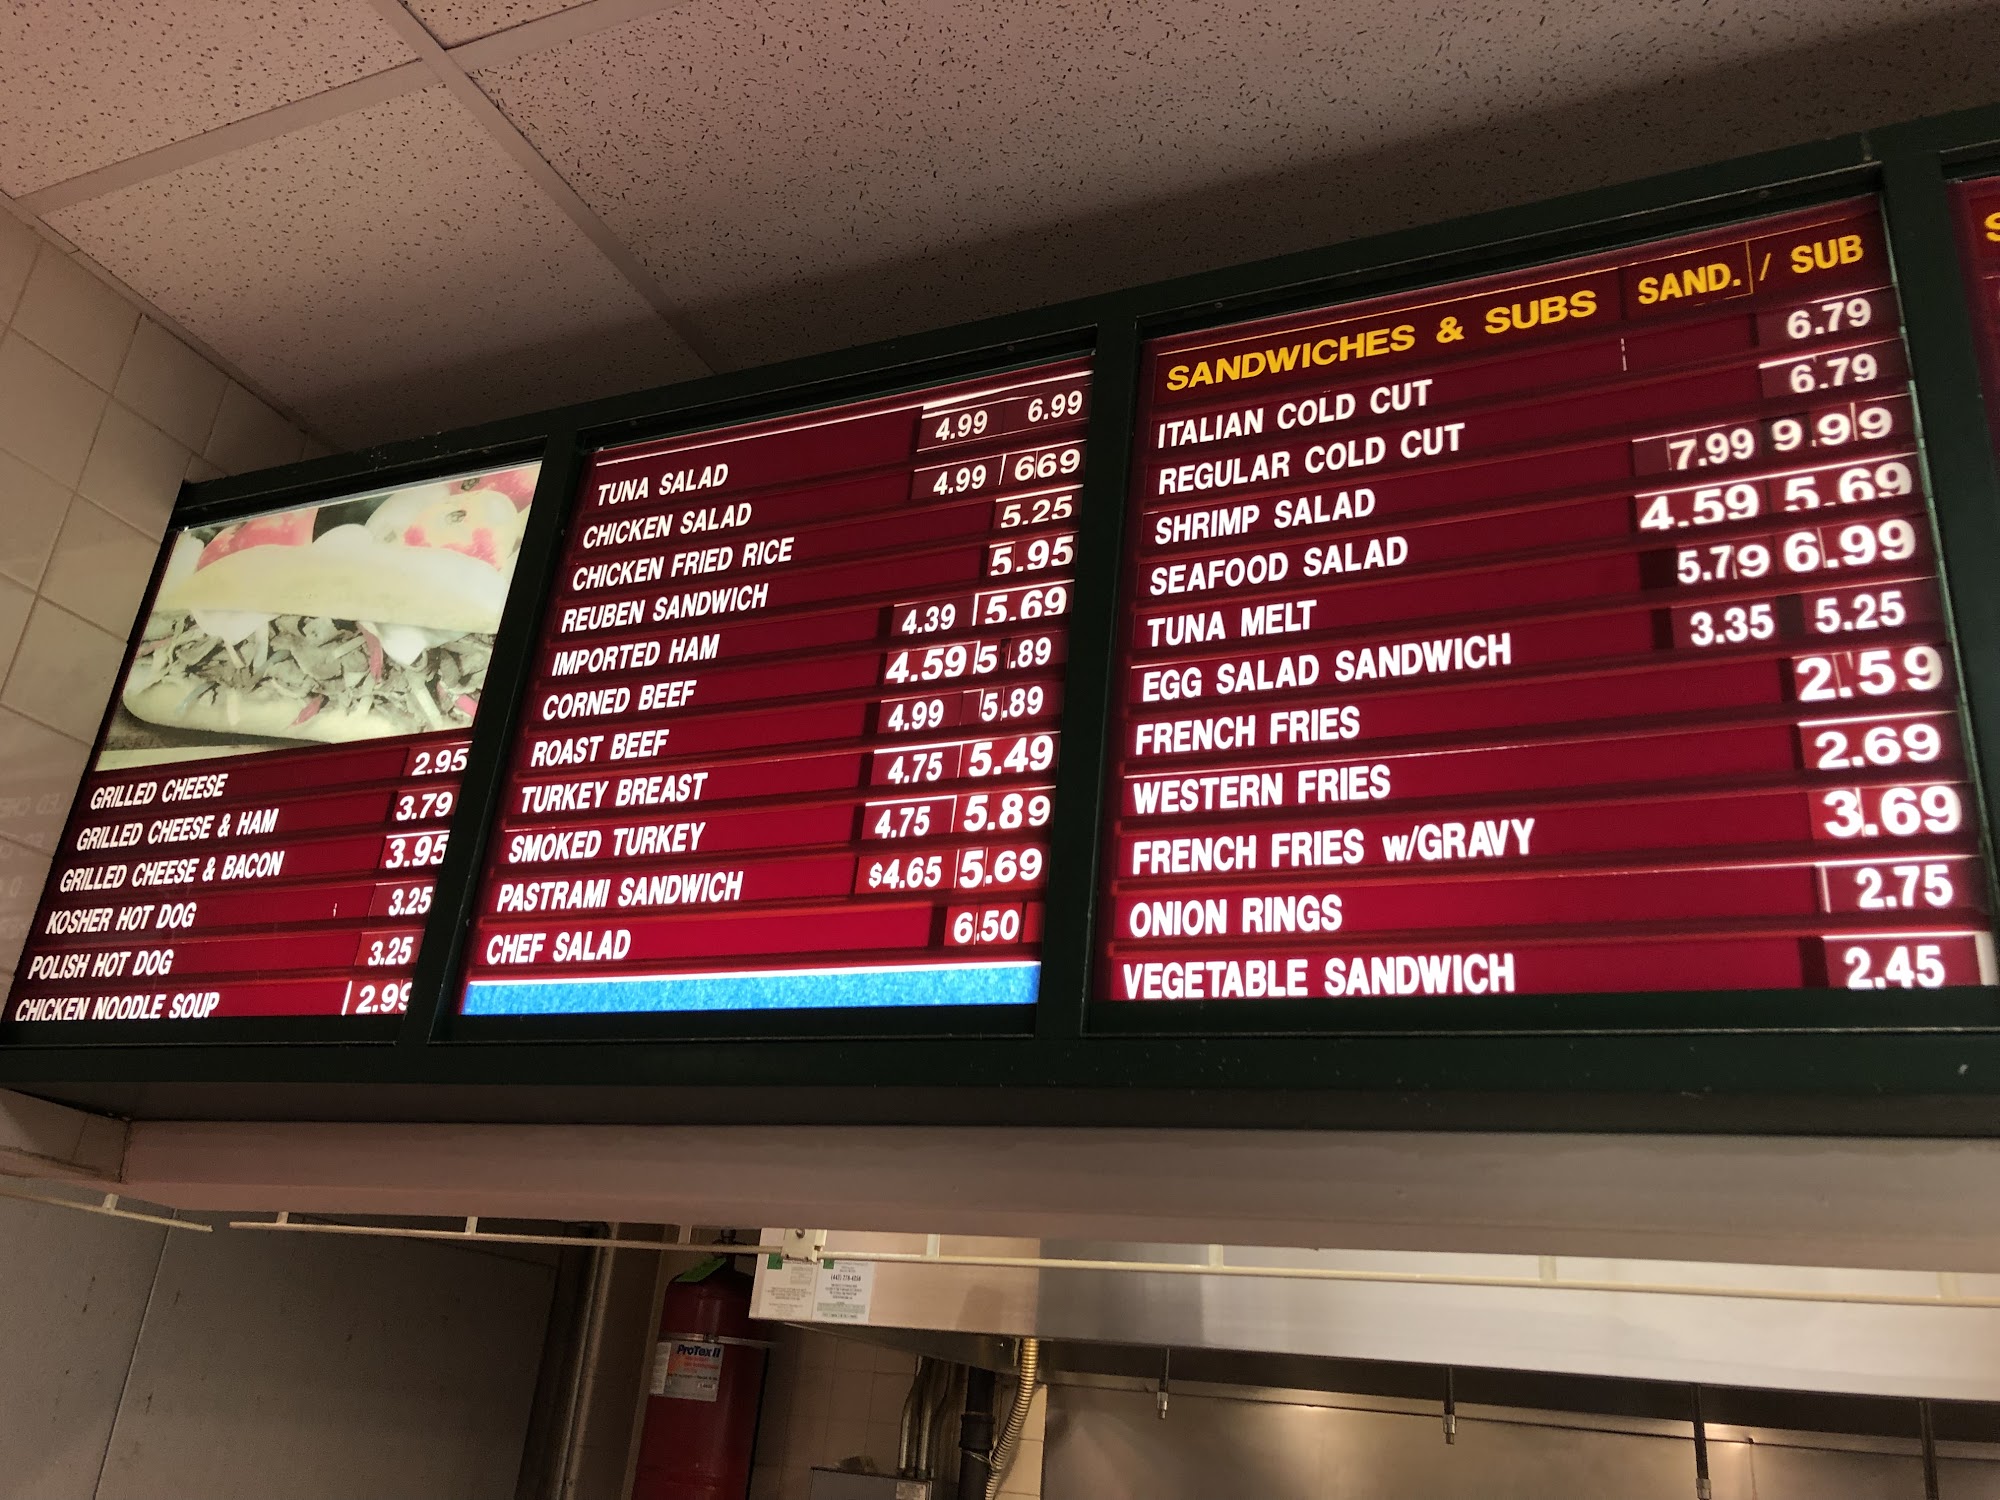 GRILLED CHEESE 2.95
GRILLED CHEESE & HAM 3.79
GRILLED CHEESE & BACON 3.95
KOSHER HOT DOG 3.25
POLISH HOT DOG 3.25
CHICKEN NOODLE SOUP 2.99
TUNA SALAD 4.99 6.99
CHICKEN SALAD 4.99 669
CHICKEN FRIED RICE 5.25
REUBEN SANDWICH 5.95
IMPORTED HAM 4.39 5.69
CORNED BEEF 4.59 5.89
ROAST BEEF 4.99 5.89
TURKEY BREAST 4.75 5.49
SMOKED TURKEY 4.75 5.89
PASTRAMI SANDWICH $4.65 5.69
CHEF SALAD 6.50
SANDWICHES & SUBS SAND. / SUB
ITALIAN COLD CUT 6.79
REGULAR COLD CUT 6.79
SHRIMP SALAD 7.99 9.99
SEAFOOD SALAD 4.59 5.69
TUNA MELT 5.79 6.99
EGG SALAD SANDWICH 3.35 5.25
FRENCH FRIES 2.59
WESTERN FRIES 2.69
FRENCH FRIES w/GRAVY 3.69
ONION RINGS 2.75
VEGETABLE SANDWICH 2.45
ProTex II